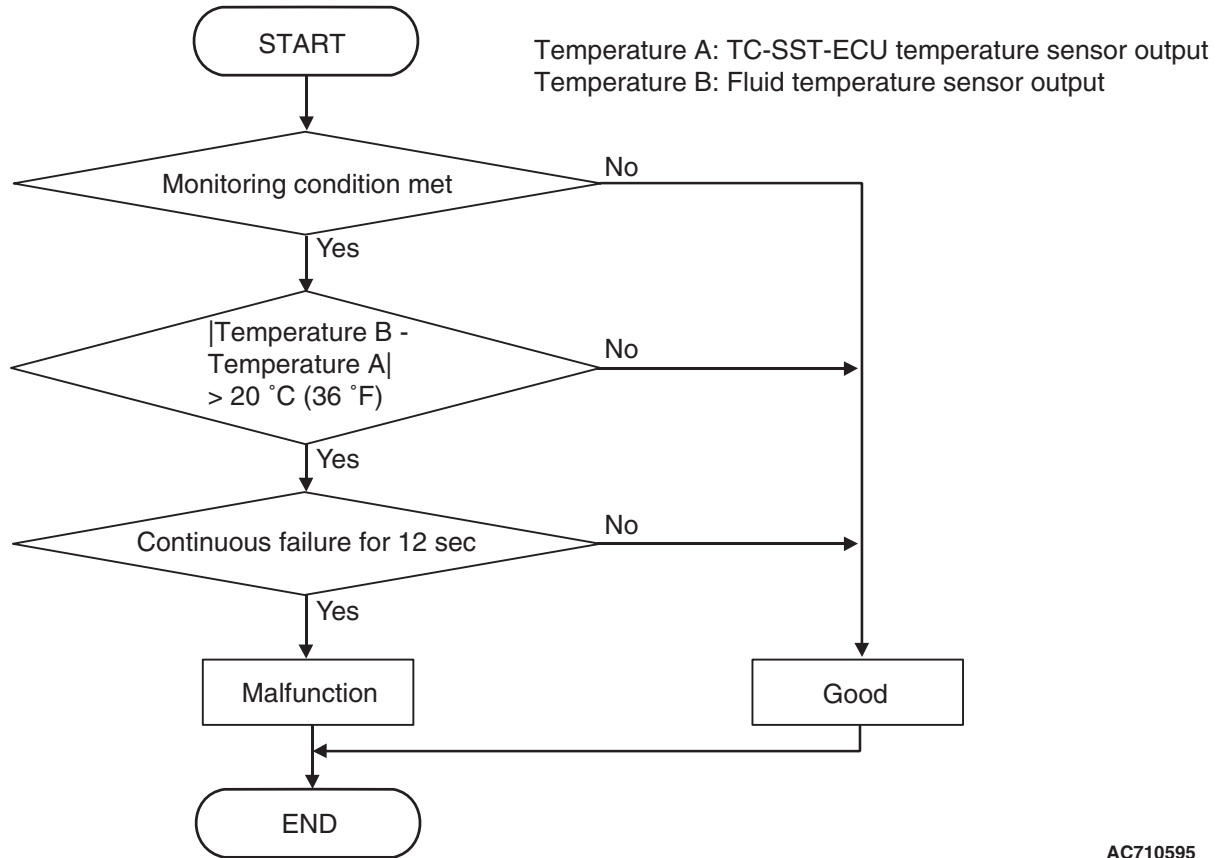 START
Temperature A: TC-SST-ECU temperature sensor output
Temperature B: Fluid temperature sensor output
Monitoring condition met
No
Yes
|Temperature B -
Temperature A|
> 20 ˚C (36 ˚F)
No
Yes
Continuous failure for 12 sec
No
Yes
Malfunction
Good
END
AC710595